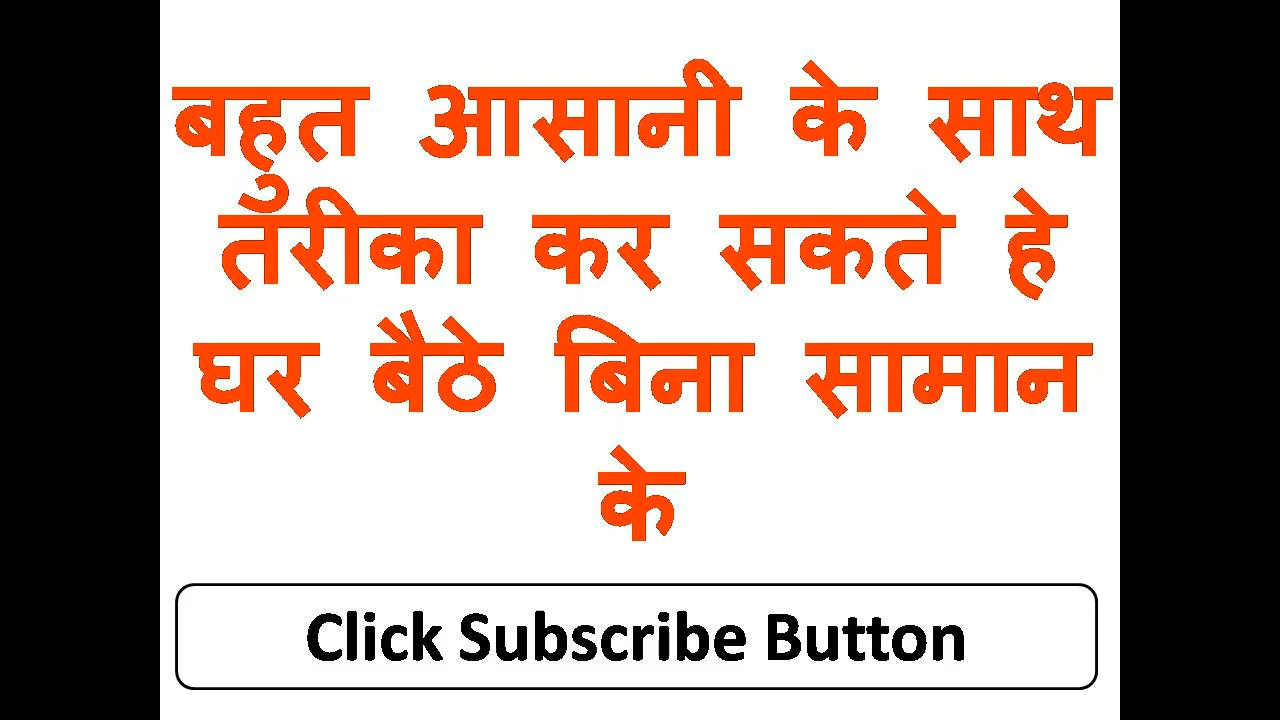 बहुत आसानी के साथ
तरीका कर सकते हे
घर बैठे बिना सामान
के
Click Subscribe Button